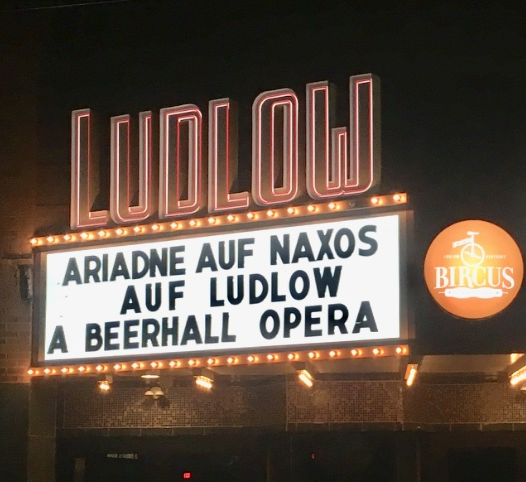 LUDLOW
ARIADNE AUF NAXOS
AUF LUDLOW
A BEERHALL OPERA
BIRCUS